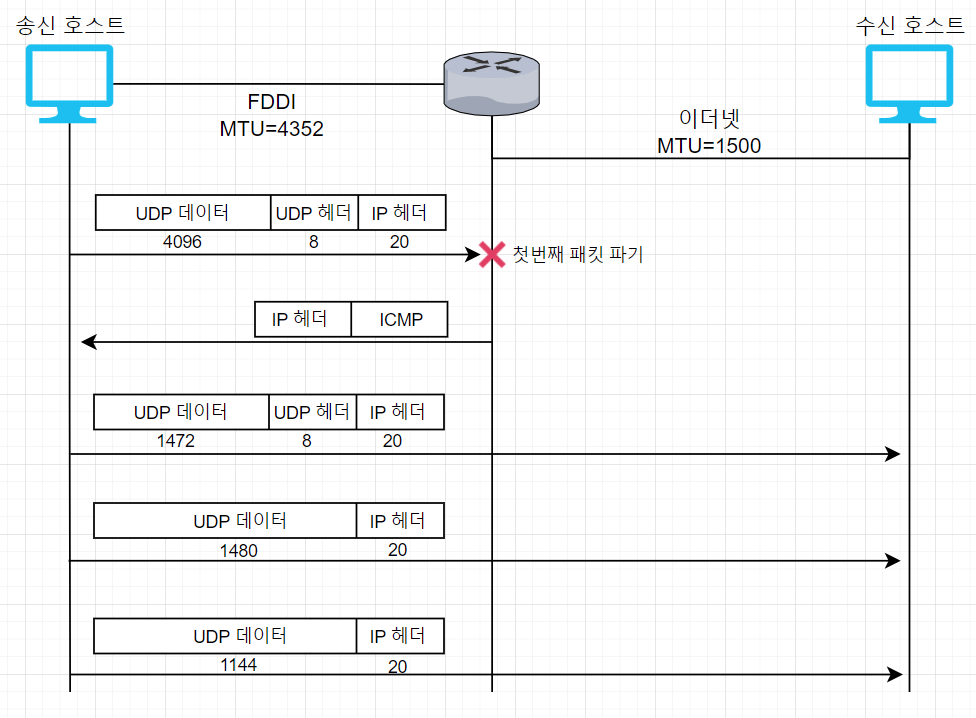 송신 호스트
수신 호스트
FDDI
MTU=4352
이더넷
MTU=1500
UDP 데이터 UDP 헤더 IP 헤더
4096 8 20
첫번째 패킷 파기
IP 헤더 ICMP
UDP 데이터 UDP 헤더 IP 헤더
1472 8 20
UDP 데이터 IP 헤더
1480 20
UDP 데이터 IP 헤더
1144 20